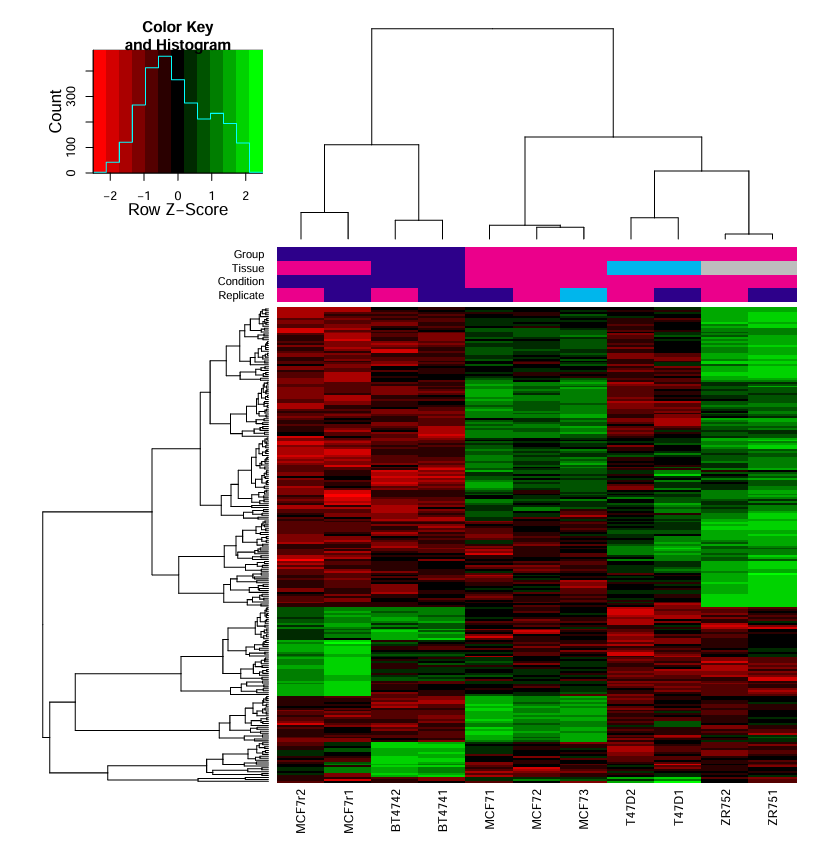 Color Key
and Histogram
Count
0 100 300
−2 −1 0 1 2
Row Z−Score
Group
Tissue
Condition
Replicate
MCF7r2
MCF7r1
BT4742
BT4741
MCF71
MCF72
MCF73
T47D2
T47D1
ZR752
ZR751